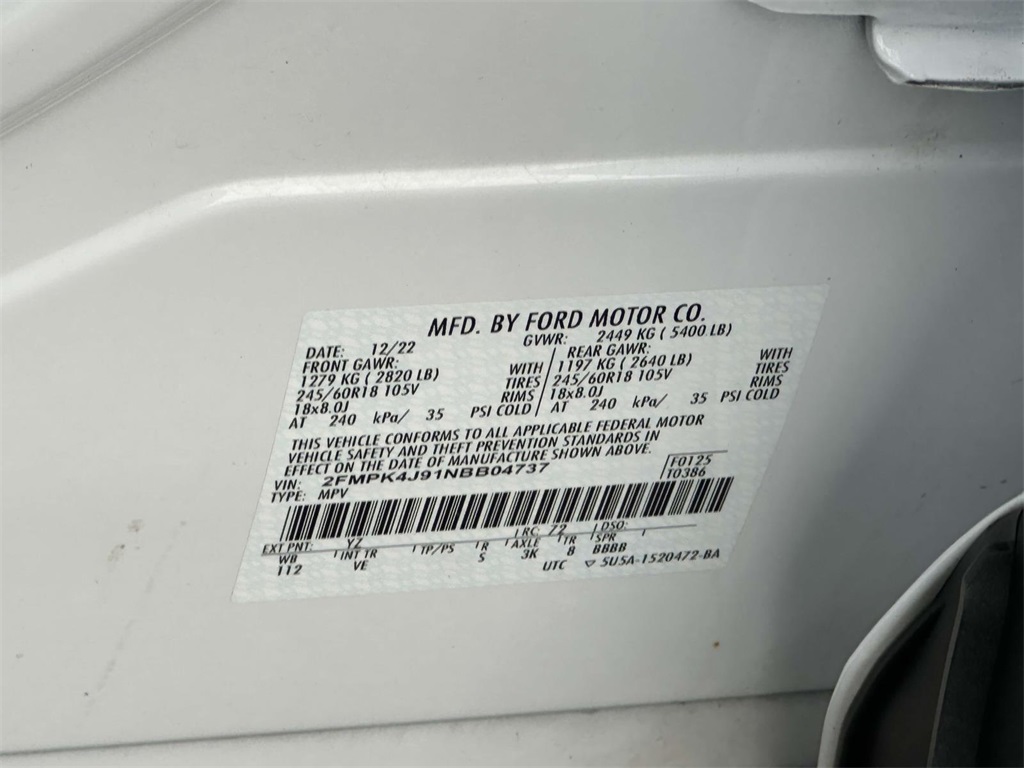 MFD. BY FORD MOTOR CO.
DATE: 12/22 GVWR: 2449 KG ( 5400 LB)
FRONT GAWR: REAR GAWR:
1279 KG ( 2820 LB) WITH 1197 KG ( 2640 LB) WITH
245/60R18 105V TIRES 245/60R18 105V TIRES
18x8.0J RIMS 18x8.0J RIMS
AT 240 kPa/ 35 PSI COLD / AT 240 kPa/ 35 PSI COLD
THIS VEHICLE CONFORMS TO ALL APPLICABLE FEDERAL MOTOR
VEHICLE SAFETY AND THEFT PREVENTION STANDARDS IN
EFFECT ON THE DATE OF MANUFACTURE SHOWN ABOVE.
VIN: 2FMPK4J91NBB04737 F0125
TYPE: MPV T0386
EXT PNT: YZ RC: 72 DSO:
WB INT TR TP/PS R AXLE TR SPR
112 VE 5 3K 8 BBBB
UTC ▽ 5U5A-1520472-BA